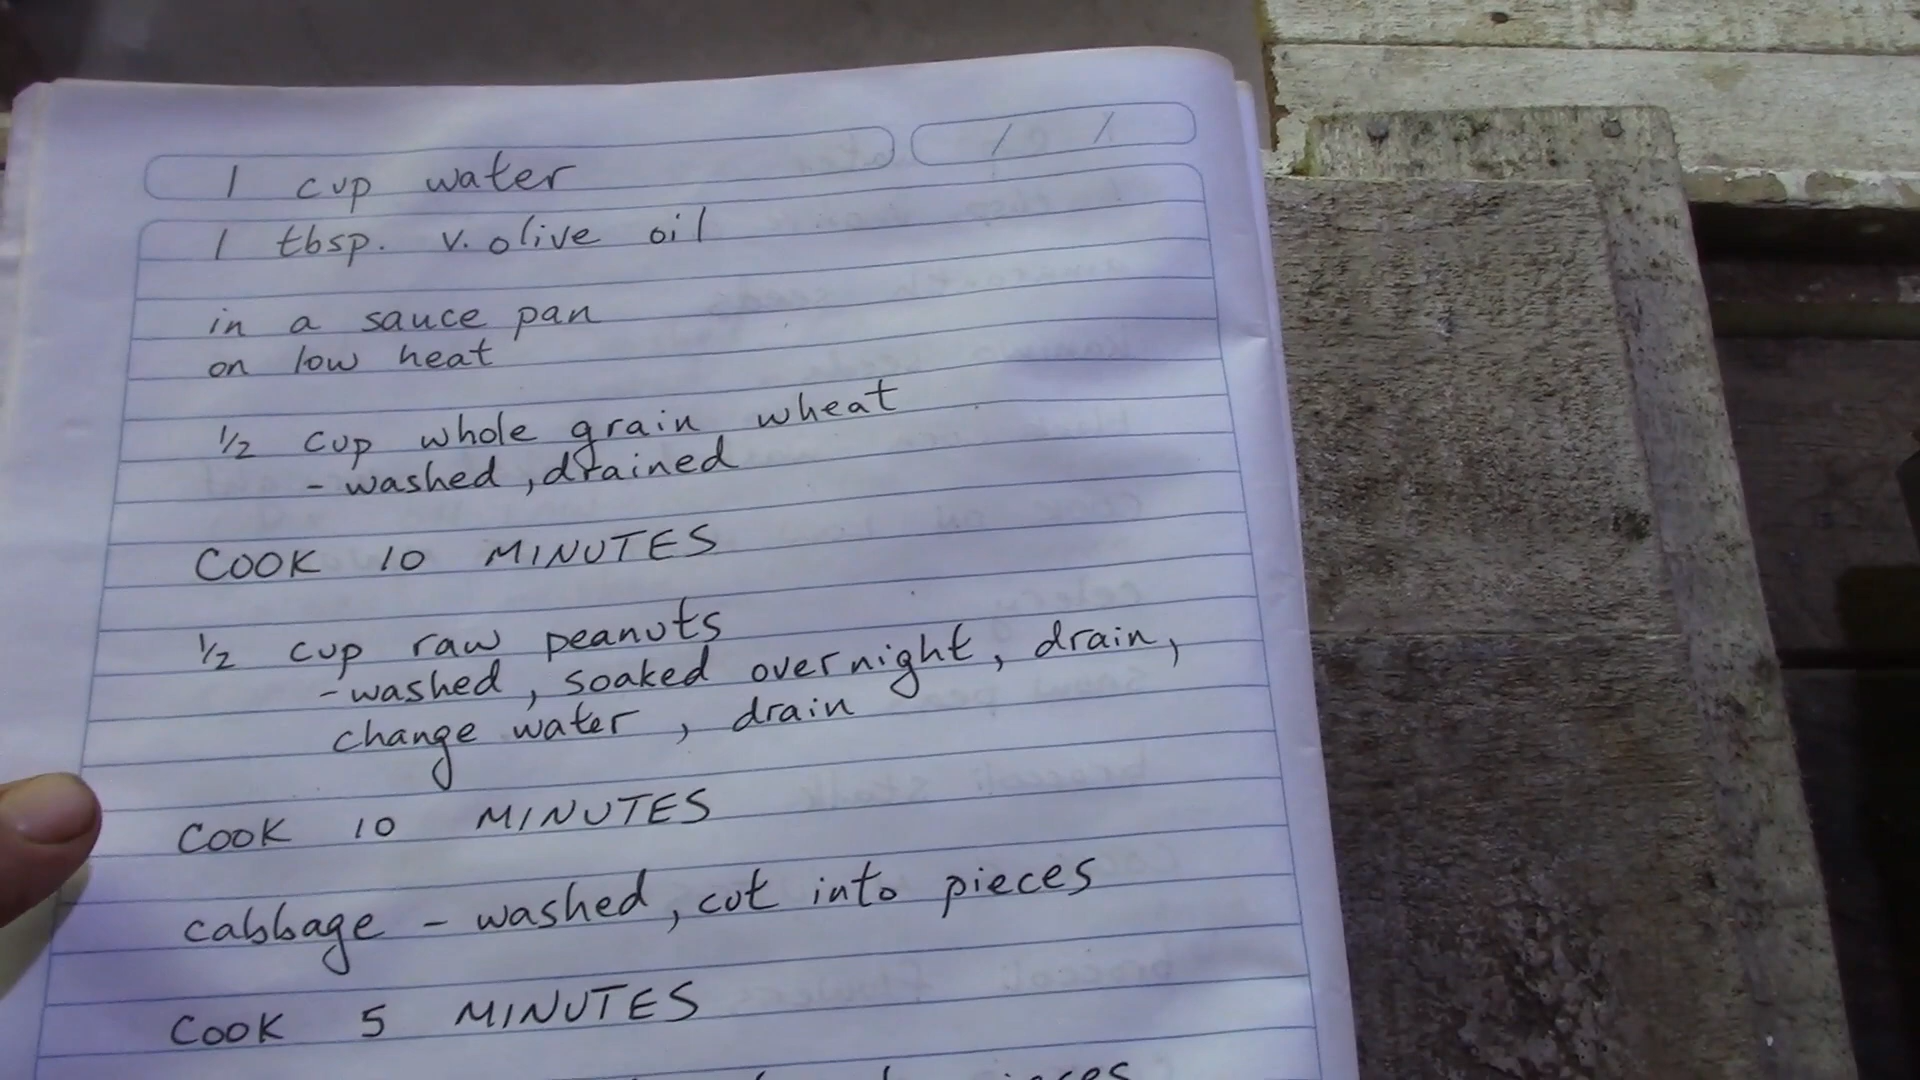 1 cup water
1 tbsp. v. olive oil
in a sauce pan
on low heat
1/2 cup whole grain wheat
- washed, drained
COOK 10 MINUTES
1/2 cup raw peanuts
- washed, soaked overnight, drain,
change water, drain
COOK 10 MINUTES
cabbage - washed, cut into pieces
COOK 5 MINUTES
pieces